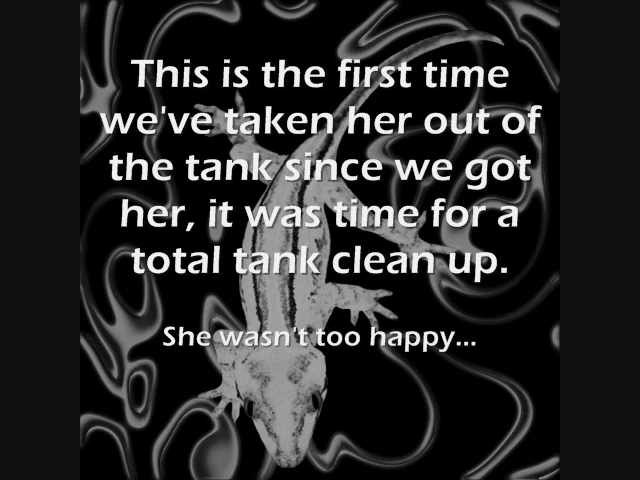 This is the first time
we've taken her out of
the tank since we got
her, it was time for a
total tank clean up.
She wasn't too happy...